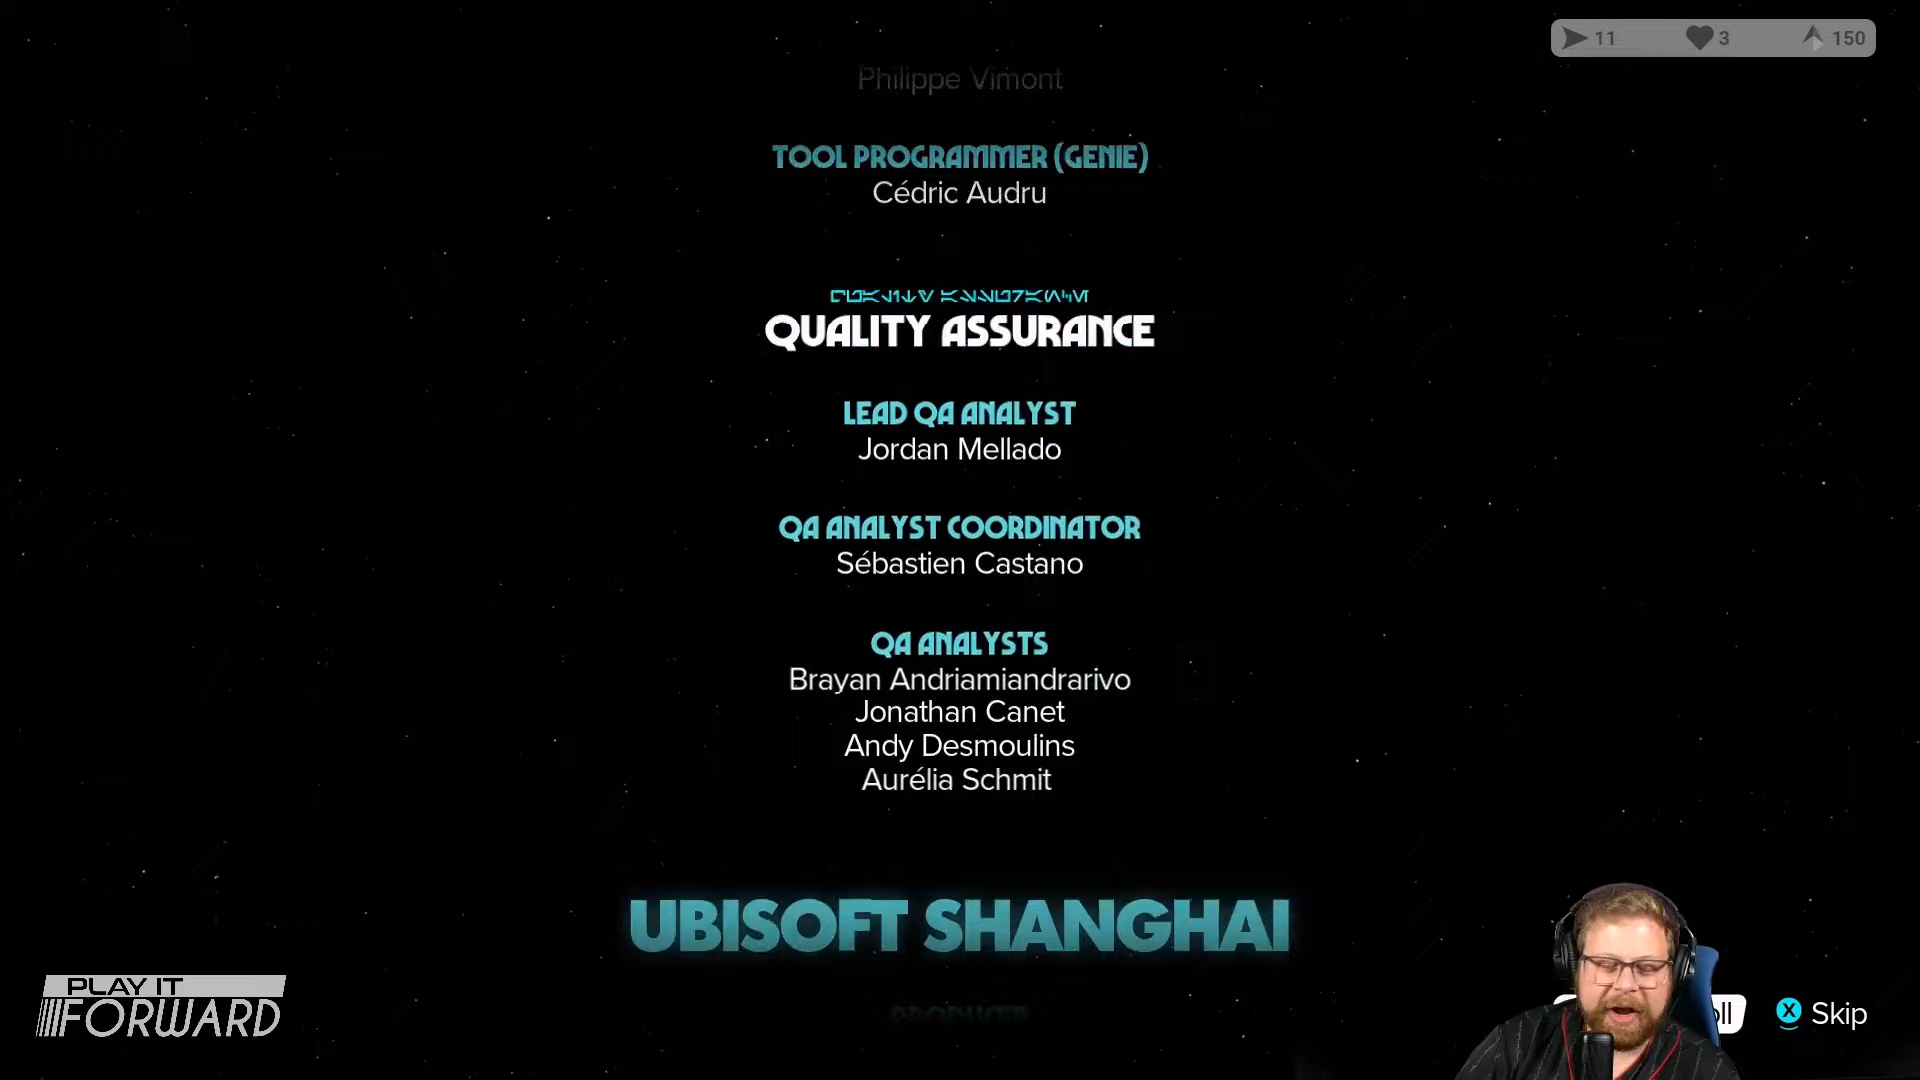 11 3 150
Philippe Vimont
TOOL PROGRAMMER (GENIE)
Cédric Audru
QUALITY ASSURANCE
LEAD QA ANALYST
Jordan Mellado
QA ANALYST COORDINATOR
Sébastien Castano
QA ANALYSTS
Brayan Andriamiandrarivo
Jonathan Canet
Andy Desmoulins
Aurélia Schmit
UBISOFT SHANGHAI
PRODUCER
PLAY IT
FORWARD
X Skip